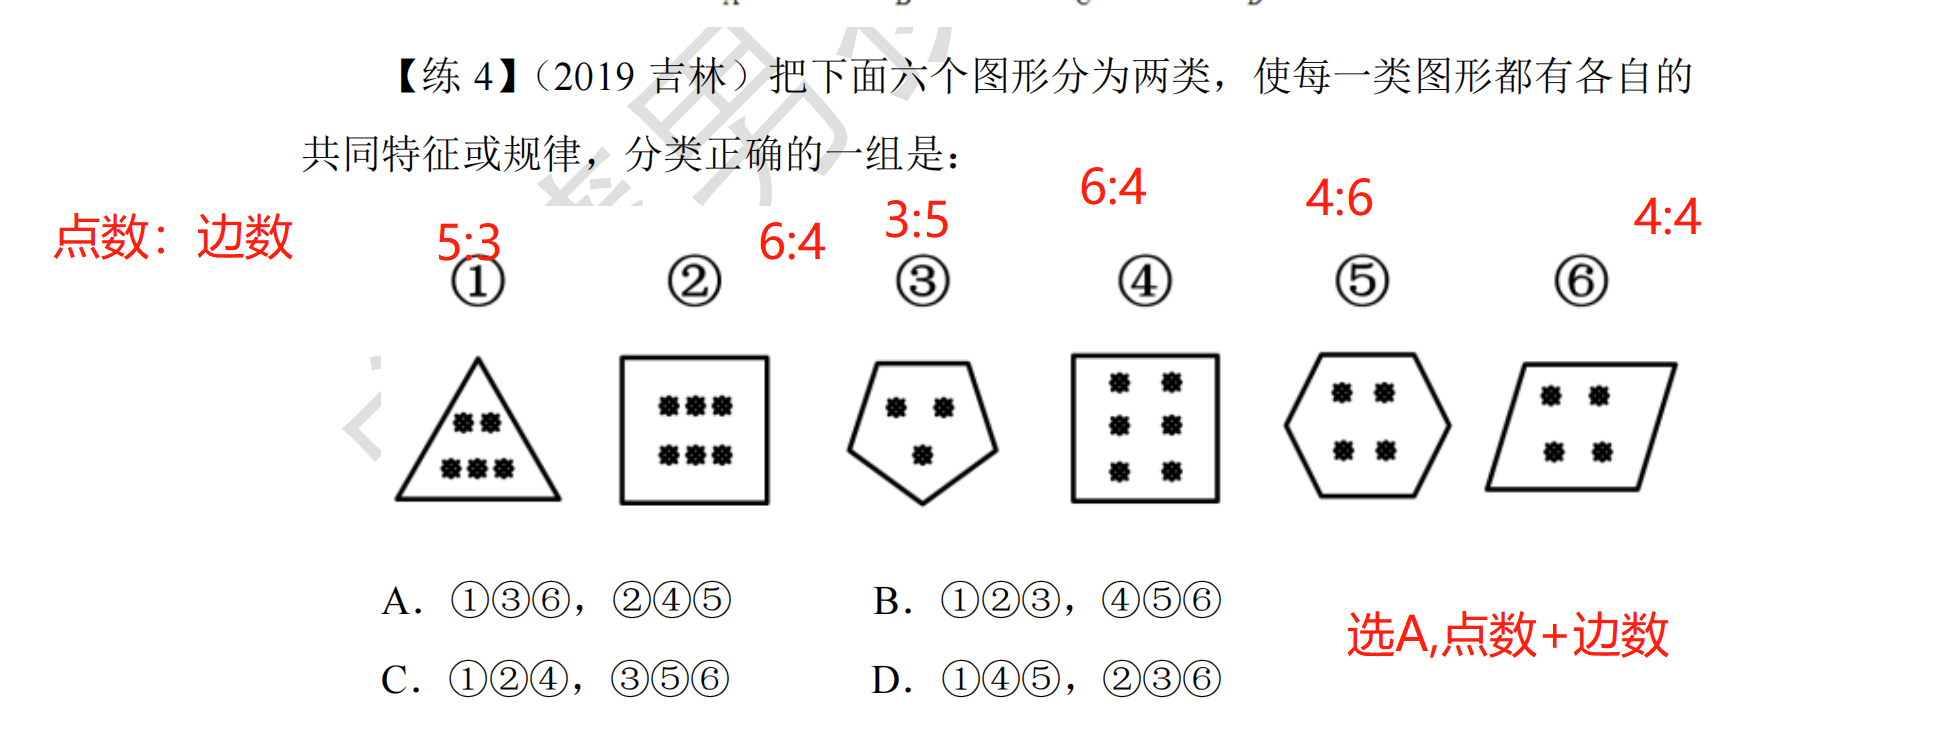 【练 4】（2019 吉林）把下面六个图形分为两类，使每一类图形都有各自的
共同特征或规律，分类正确的一组是：
点数：边数 5:3 6:4 3:5 6:4 4:6 4:4
① ② ③ ④ ⑤ ⑥
A．①③⑥，②④⑤ B．①②③，④⑤⑥
选A,点数+边数
C．①②④，③⑤⑥ D．①④⑤，②③⑥